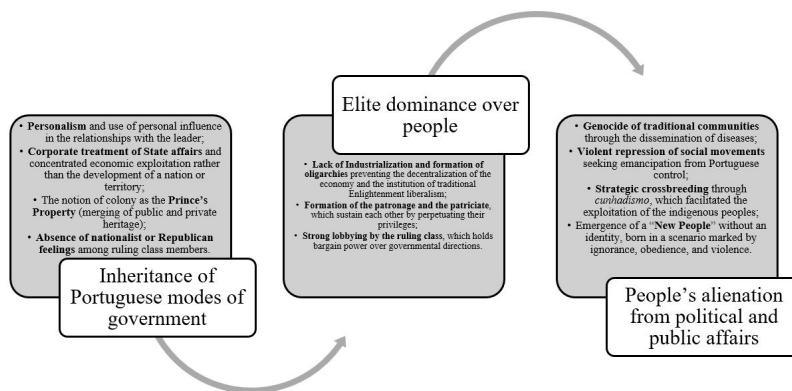 • Personalism and use of personal influence
in the relationships with the leader;
• Corporate treatment of State affairs and
concentrated economic exploitation rather
than the development of a nation or
territory;
• The notion of colony as the Prince's
Property (merging of public and private
heritage);
• Absence of nationalist or Republican
feelings among ruling class members.
Inheritance of
Portuguese modes of
government
Elite dominance over
people
• Lack of Industrialization and formation of
oligarchies preventing the decentralization of
the economy and the institution of traditional
Enlightenment liberalism;
• Formation of the patronage and the patriciate,
which sustain each other by perpetuating their
privileges;
• Strong lobbying by the ruling class, which holds
bargain power over governmental directions.
• Genocide of traditional communities
through the dissemination of diseases;
• Violent repression of social movements
seeking emancipation from Portuguese
control;
• Strategic crossbreeding through
cunhadismo, which facilitated the
exploitation of the indigenous peoples;
• Emergence of a “New People” without an
identity, born in a scenario marked by
ignorance, obedience, and violence.
People's alienation
from political and
public affairs